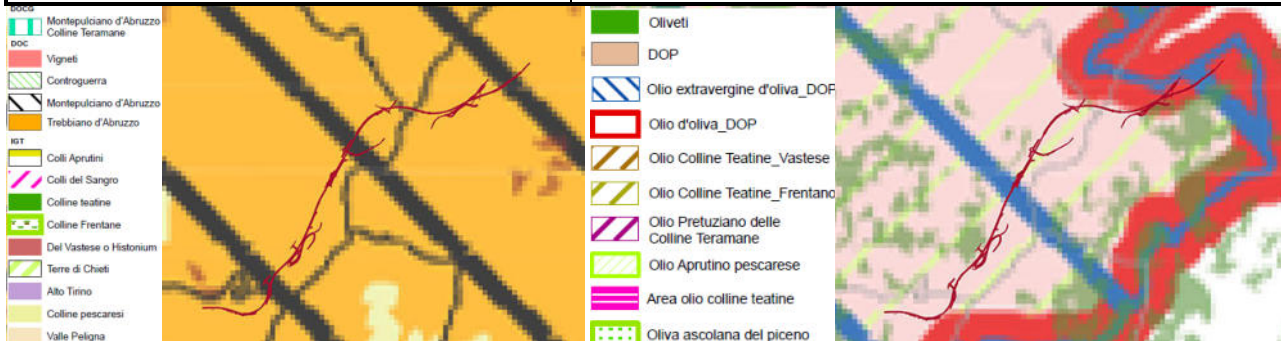 DOCG
Montepulciano d'Abruzzo
Colline Teramane
DOC
Vigneti
Controguerra
Montepulciano d'Abruzzo
Trebbiano d'Abruzzo
IGT
Colli Aprutini
Colli del Sangro
Colline teatine
Colline Frentane
Del Vastese o Histonium
Terre di Chieti
Alto Tirino
Colline pescaresi
Valle Peligna
Oliveti
DOP
Olio extravergine d'oliva_DOP
Olio d'oliva_DOP
Olio Colline Teatine_Vastese
Olio Colline Teatine_Frentano
Olio Pretuziano delle
Colline Teramane
Olio Aprutino pescarese
Area olio colline teatine
Oliva ascolana del piceno